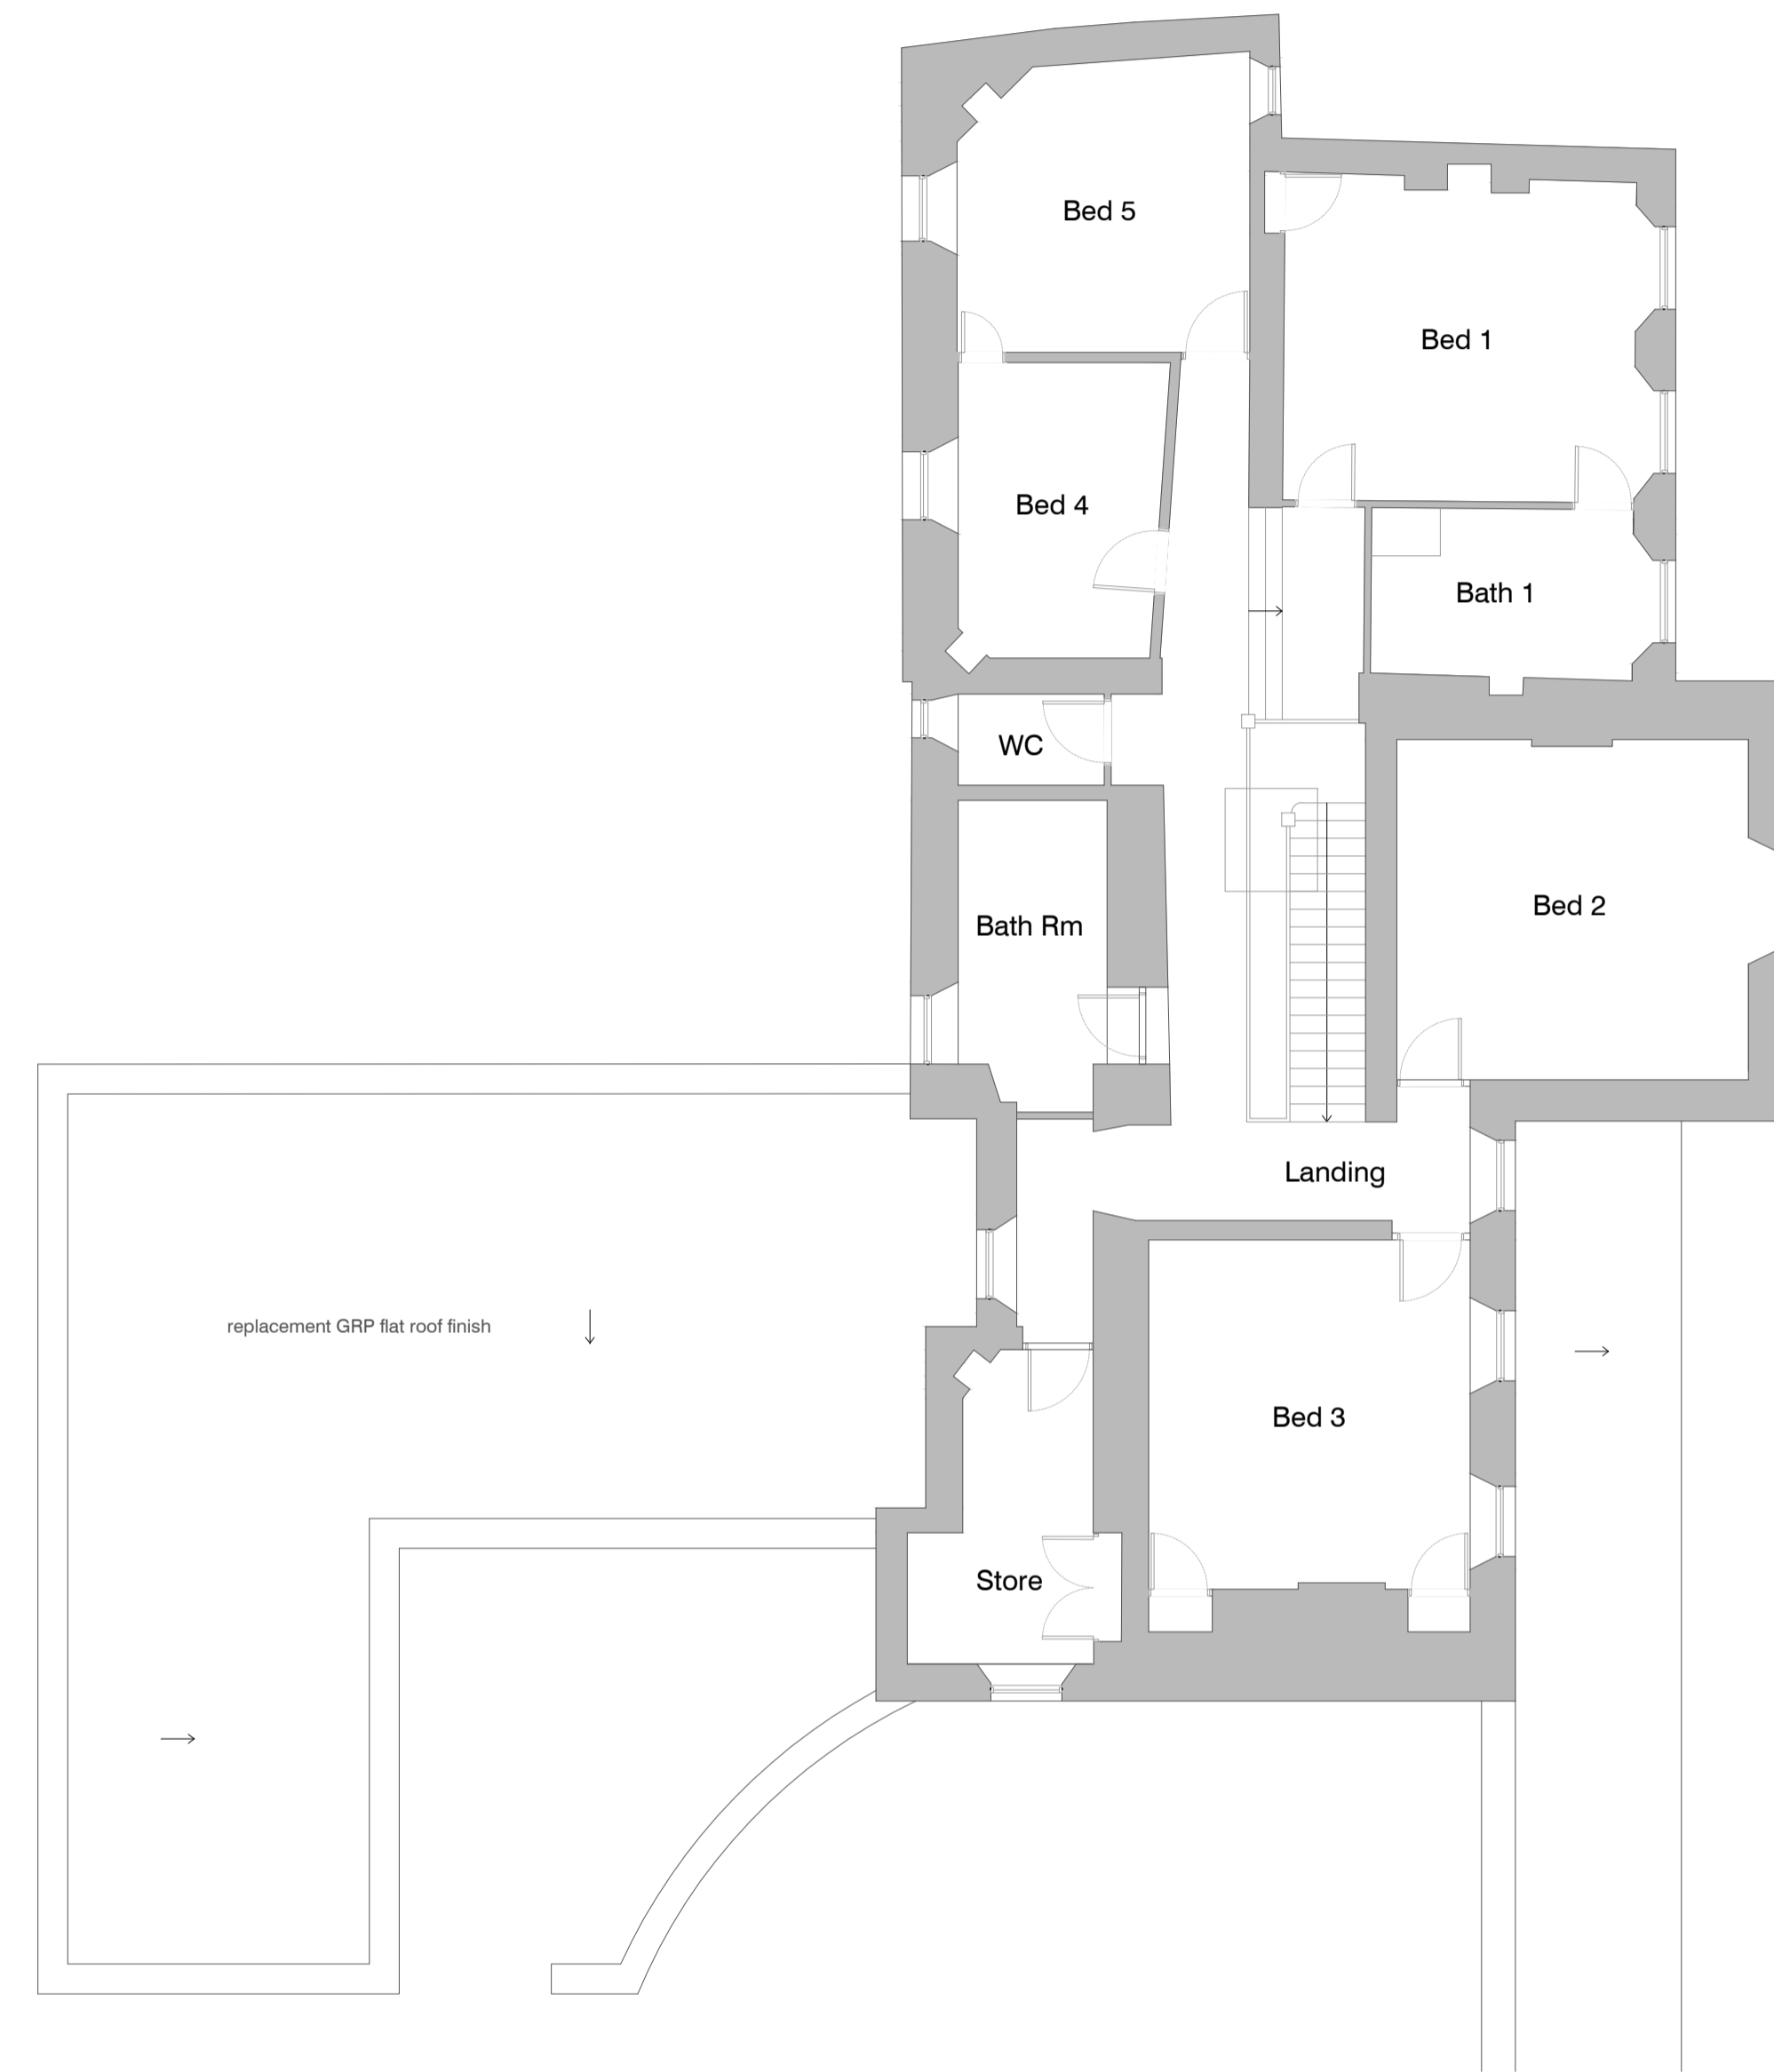 Bed 5
Bed 1
Bed 4
Bath 1
WC
Bed 2
Bath Rm
Landing
replacement GRP flat roof finish
Bed 3
Store